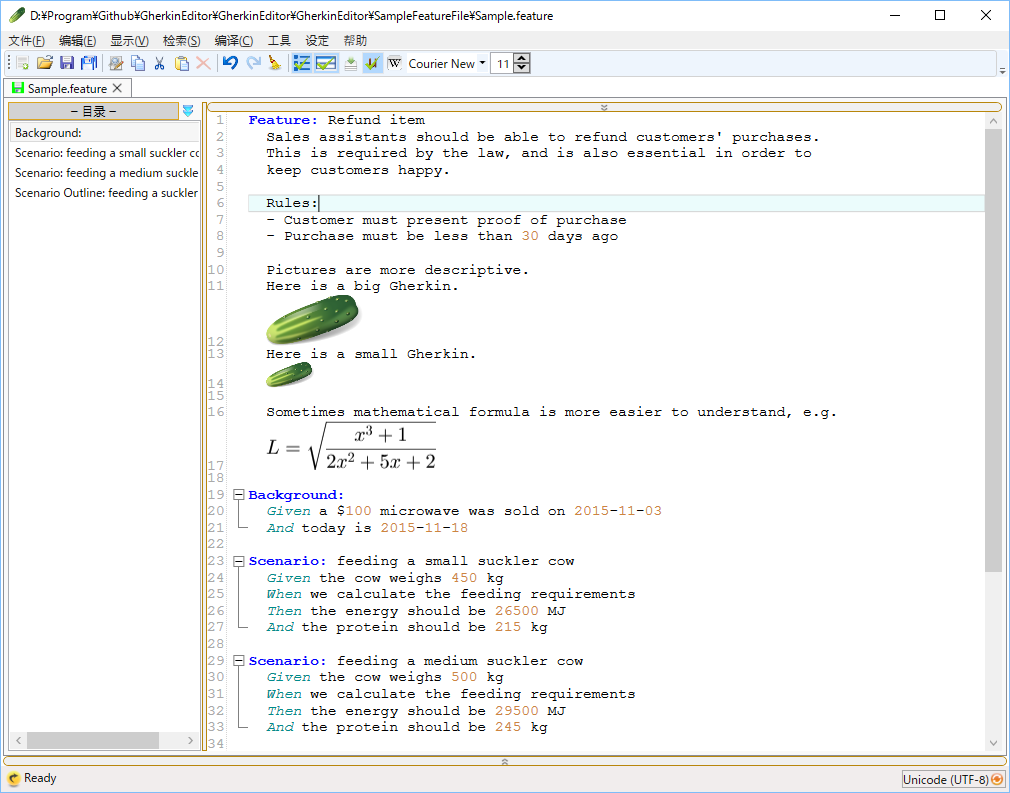 D:¥Program¥Github¥GherkinEditor¥GherkinEditor¥GherkinEditor¥SampleFeatureFile¥Sample.feature
文件(F) 编辑(E) 显示(V) 检索(S) 编译(C) 工具 设定 帮助
W Courier New 11
Sample.feature
– 目录 –
Background:
Scenario: feeding a small suckler co
Scenario: feeding a medium suckle
Scenario Outline: feeding a suckler
1 Feature: Refund item
2 Sales assistants should be able to refund customers' purchases.
3 This is required by the law, and is also essential in order to
4 keep customers happy.
5
6 Rules:
7 - Customer must present proof of purchase
8 - Purchase must be less than 30 days ago
9
10 Pictures are more descriptive.
11 Here is a big Gherkin.
12
13 Here is a small Gherkin.
14
15
16 Sometimes mathematical formula is more easier to understand, e.g.
17 L = √((x³ + 1)/(2x² + 5x + 2))
18
19 Background:
20 Given a $100 microwave was sold on 2015-11-03
21 And today is 2015-11-18
22
23 Scenario: feeding a small suckler cow
24 Given the cow weighs 450 kg
25 When we calculate the feeding requirements
26 Then the energy should be 26500 MJ
27 And the protein should be 215 kg
28
29 Scenario: feeding a medium suckler cow
30 Given the cow weighs 500 kg
31 When we calculate the feeding requirements
32 Then the energy should be 29500 MJ
33 And the protein should be 245 kg
34
Ready
Unicode (UTF-8)